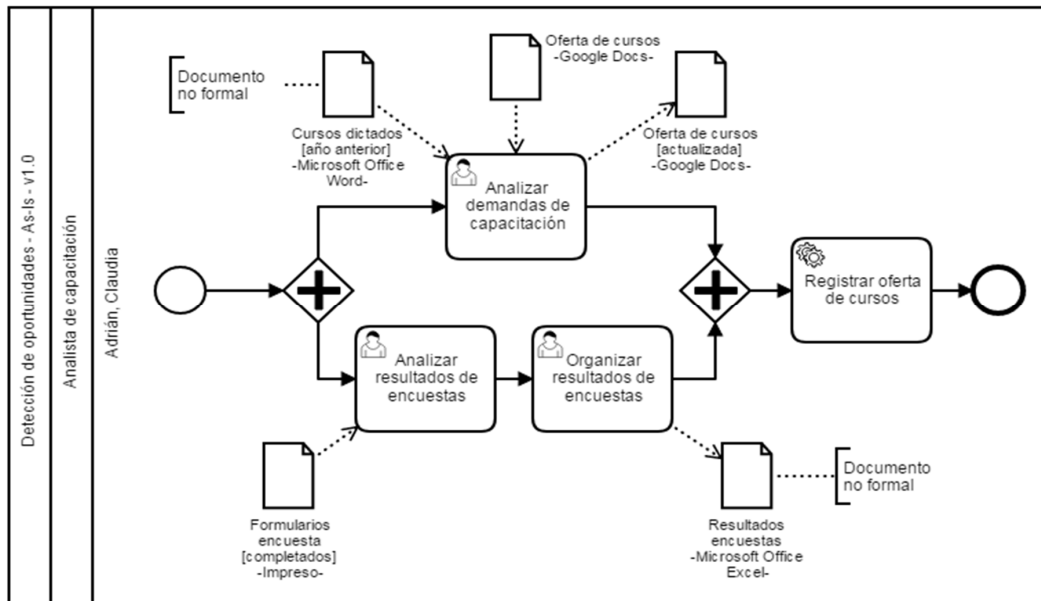 Detección de oportunidades - As-Is - v1.0
Analista de capacitación
Adrián, Claudia
Documento
no formal
Cursos dictados
[año anterior]
-Microsoft Office
Word-
Oferta de cursos
-Google Docs-
Oferta de cursos
[actualizada]
-Google Docs-
Analizar
demandas de
capacitación
Analizar
resultados de
encuestas
Organizar
resultados de
encuestas
Registrar oferta
de cursos
Formularios
encuesta
[completados]
-Impreso-
Resultados
encuestas
-Microsoft Office
Excel-
Documento
no formal